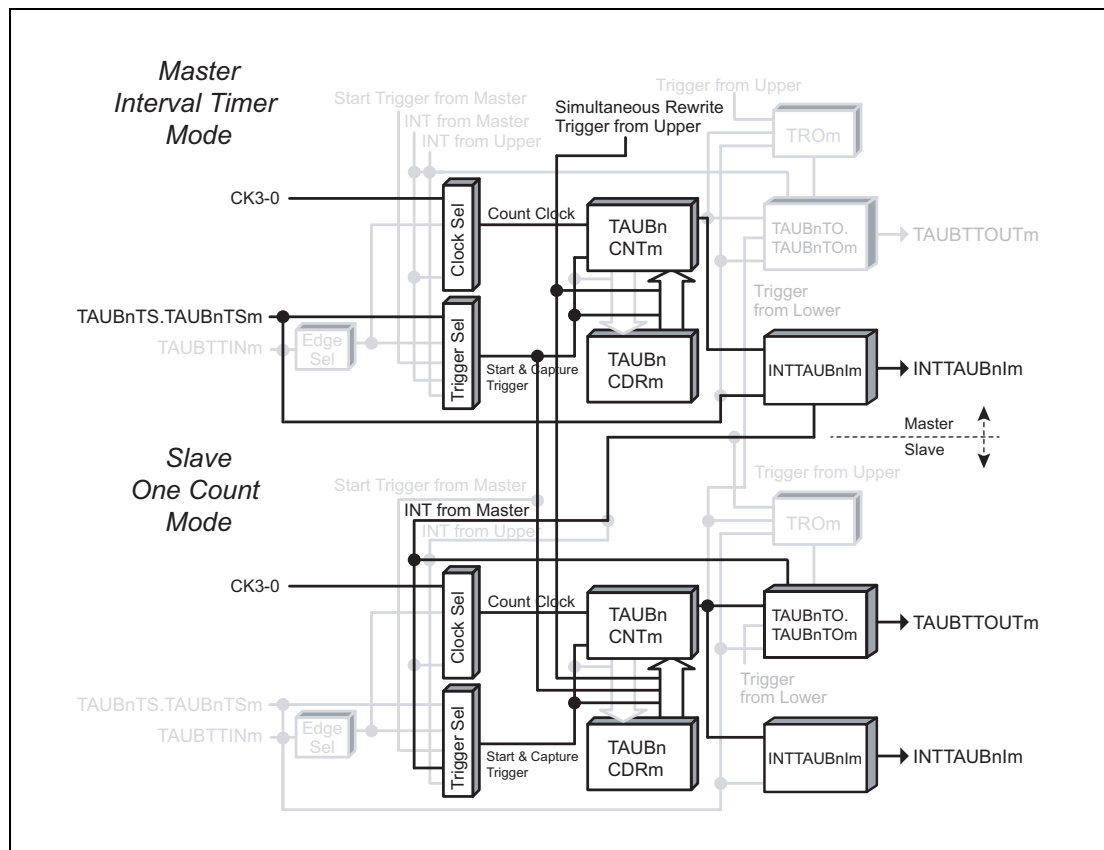 Master
Interval Timer
Mode
Start Trigger from Master
INT from Master
INT from Upper
Simultaneous Rewrite
Trigger from Upper
Trigger from Upper
TROm
CK3-0
Clock Sel
Count Clock
TAUBn
CNTm
TAUBnTO.
TAUBnTOm
TAUBTTOUTm
TAUBnTS.TAUBnTSm
TAUBTTINm
Edge
Sel
Trigger Sel
Start & Capture
Trigger
TAUBn
CDRm
Trigger
from Lower
INTTAUBnIm
INTTAUBnIm
Master
Slave
Slave
One Count
Mode
Start Trigger from Master
INT from Master
INT from Upper
Trigger from Upper
TROm
CK3-0
Clock Sel
Count Clock
TAUBn
CNTm
TAUBnTO.
TAUBnTOm
TAUBTTOUTm
TAUBnTS.TAUBnTSm
TAUBTTINm
Edge
Sel
Trigger Sel
Start & Capture
Trigger
TAUBn
CDRm
Trigger
from Lower
INTTAUBnIm
INTTAUBnIm